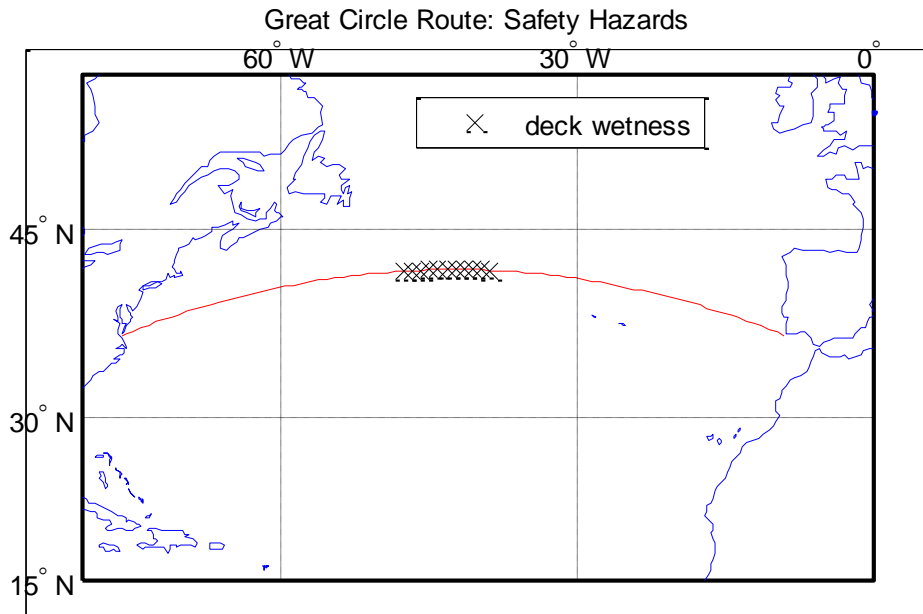 Great Circle Route: Safety Hazards
60° W 30° W 0°
deck wetness
45° N
30° N
15° N